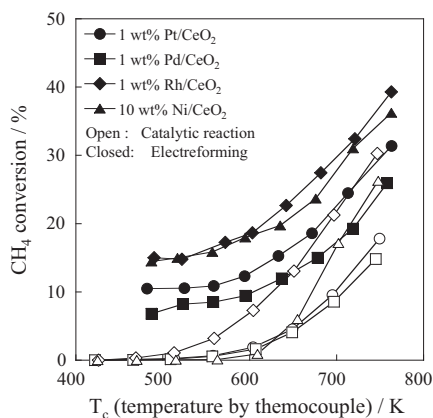 50
40
30
20
10
0
CH4 conversion / %
1 wt% Pt/CeO2
1 wt% Pd/CeO2
1 wt% Rh/CeO2
10 wt% Ni/CeO2
Open : Catalytic reaction
Closed: Electreforming
400 500 600 700 800
Tc (temperature by themocouple) / K